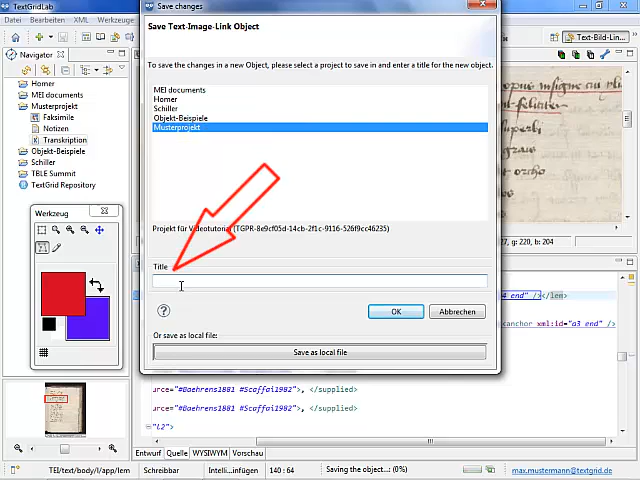 TextGridLab
Datei Bearbeiten XML Werkzeuge
Navigator
Homer
MEI documents
Musterprojekt
Faksimile
Notizen
Transkription
Objekt-Beispiele
Schiller
TBLE Summit
TextGrid Repository
Werkzeug
Save changes
Save Text-Image-Link Object
To save the changes in a new Object, please select a project to save in and enter a title for the new object.
MEI documents
Homer
Schiller
Objekt-Beispiele
Musterprojekt
Projekt für Videotutorial (TGPR-8e9cf05d-14cb-2f1c-9116-526f9cc46235)
Title
OK
Abbrechen
Or save as local file:
Save as local file
Text-Bild-Lin...
27, g: 220, b: 204
4 end" /></lem>
<anchor xml:id="a3 end" />
urce="#Baehrens1881 #Scaffai1982">, </supplied>
urce="#Baehrens1881 #Scaffai1982">, </supplied>
"l2">
Entwurf Quelle WYSIWYM Vorschau
TEI/text/body/l/app/lem
Schreibbar
Intelli...infügen
140 : 64
Saving the object...: (0%)
max.mustermann@textgrid.de